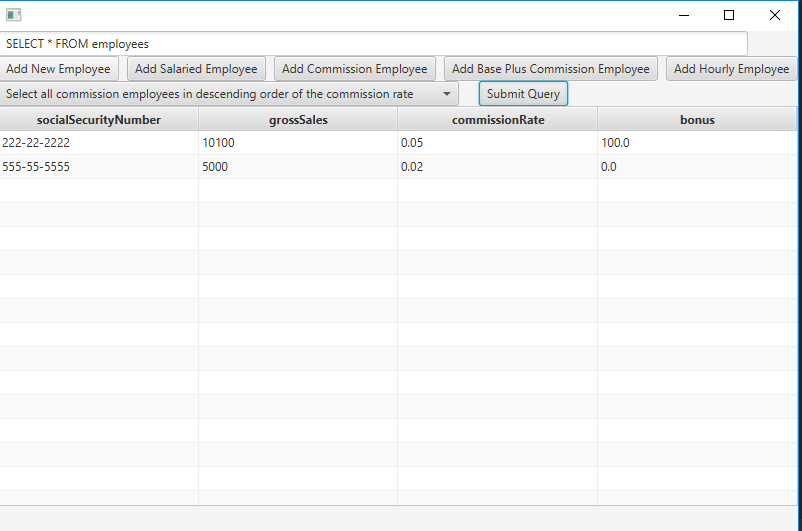 SELECT * FROM employees
Add New Employee Add Salaried Employee Add Commission Employee Add Base Plus Commission Employee Add Hourly Employee
Select all commission employees in descending order of the commission rate Submit Query
socialSecurityNumber grossSales commissionRate bonus
222-22-2222 10100 0.05 100.0
555-55-5555 5000 0.02 0.0